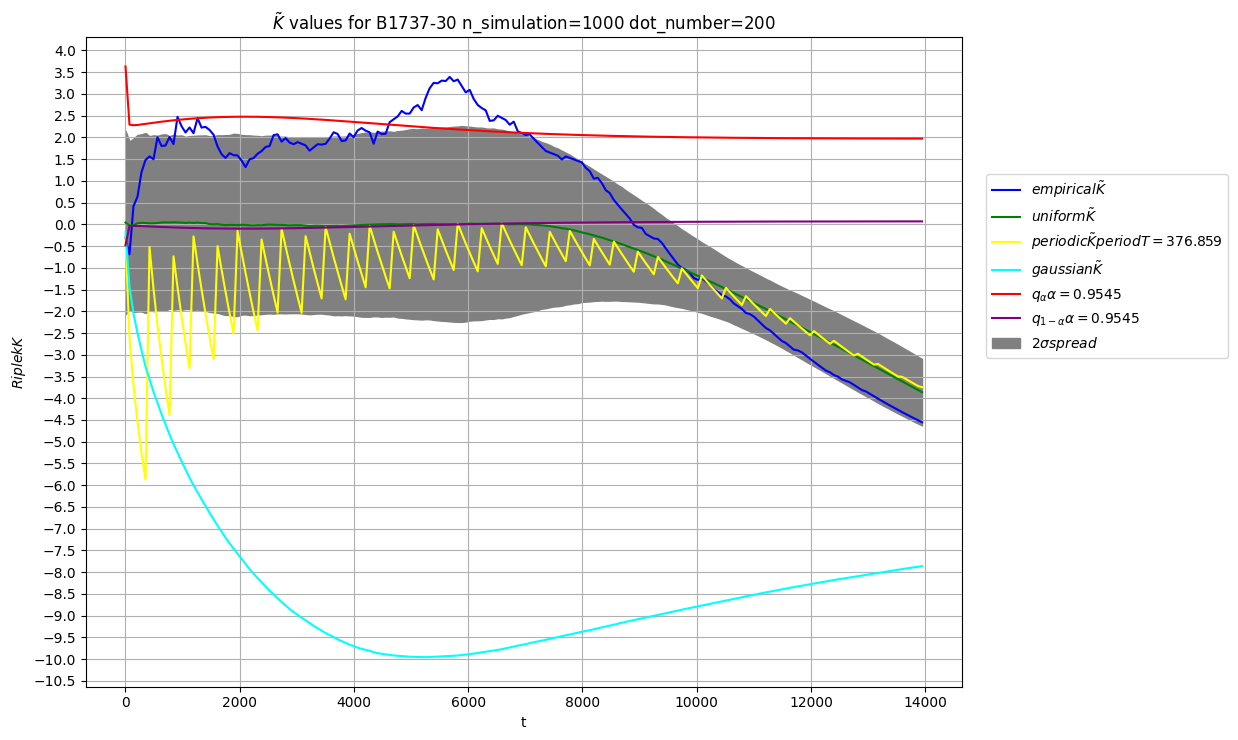 K̃ values for B1737-30 n_simulation=1000 dot_number=200
4.0
3.5
3.0
2.5
2.0
1.5
1.0
0.5
0.0
−0.5
−1.0
−1.5
−2.0
−2.5
−3.0
−3.5
−4.0
−4.5
−5.0
−5.5
−6.0
−6.5
−7.0
−7.5
−8.0
−8.5
−9.0
−9.5
−10.0
−10.5
RiplekK
0 2000 4000 6000 8000 10000 12000 14000
t
empiricalK̃
uniformK̃
periodicK̃periodT = 376.859
gaussianK̃
qαα = 0.9545
q1−αα = 0.9545
2σspread